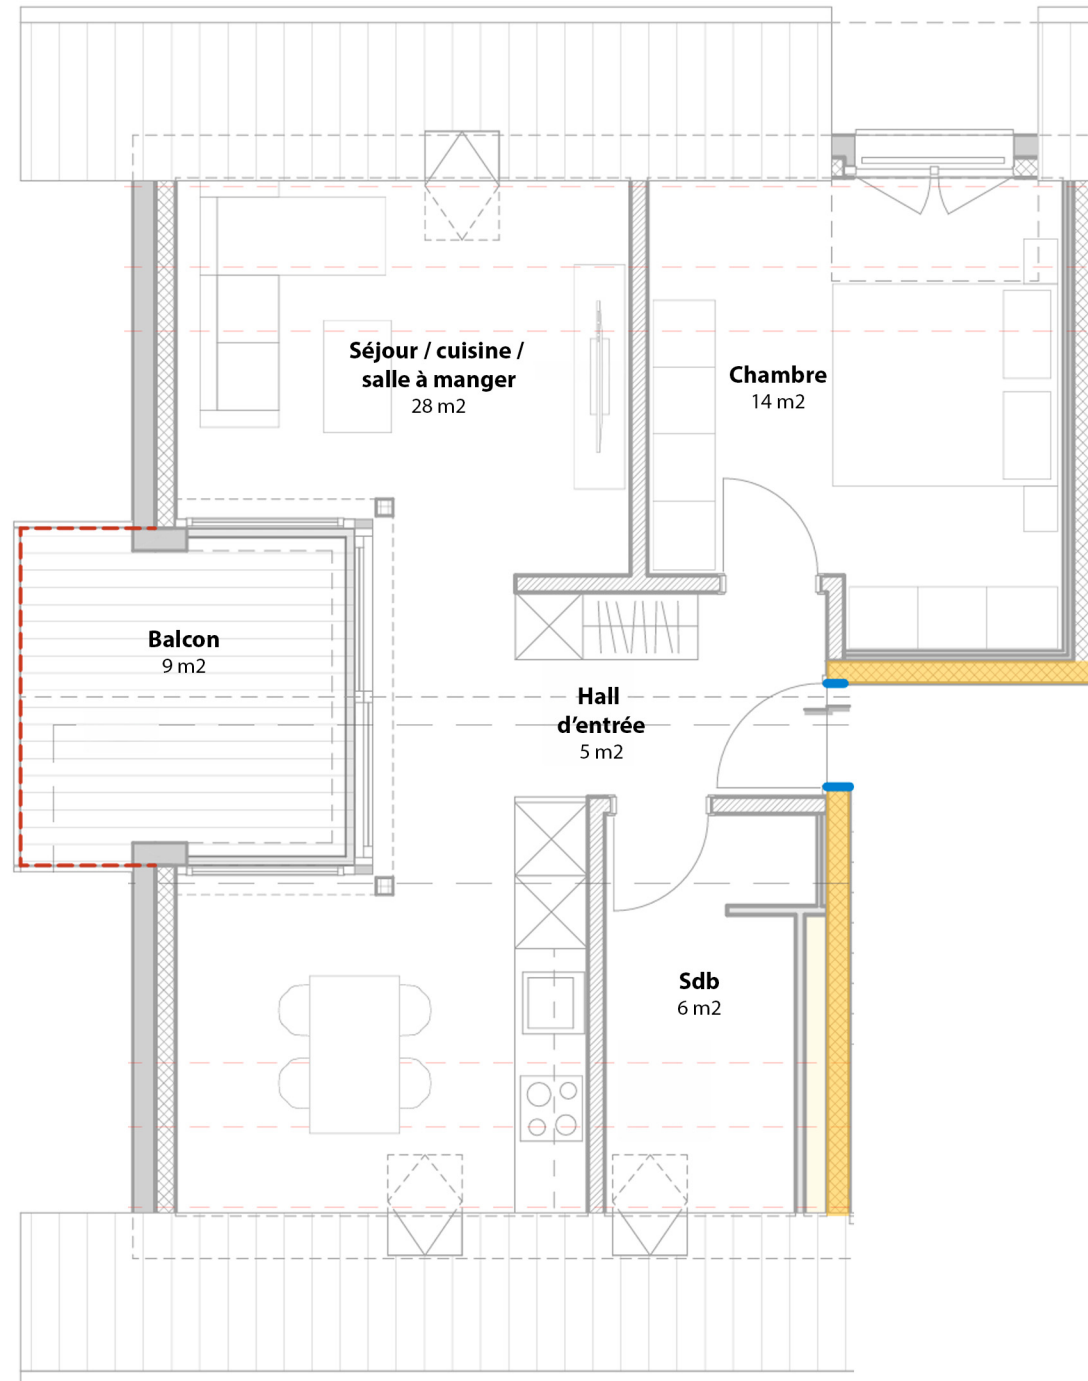 Séjour / cuisine /
salle à manger
28 m2
Chambre
14 m2
Balcon
9 m2
Hall
d’entrée
5 m2
Sdb
6 m2